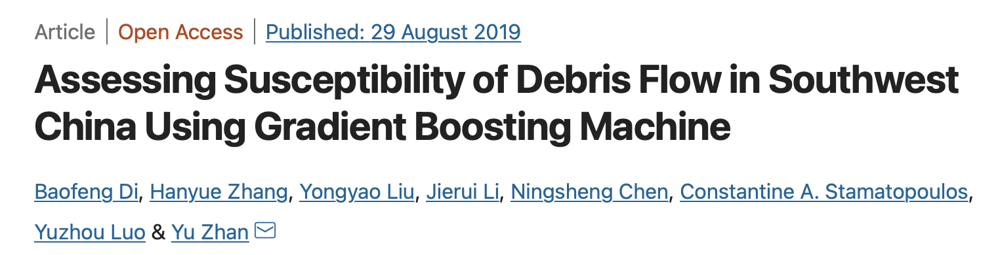 Article | Open Access | Published: 29 August 2019
Assessing Susceptibility of Debris Flow in Southwest
China Using Gradient Boosting Machine
Baofeng Di, Hanyue Zhang, Yongyao Liu, Jierui Li, Ningsheng Chen, Constantine A. Stamatopoulos,
Yuzhou Luo & Yu Zhan